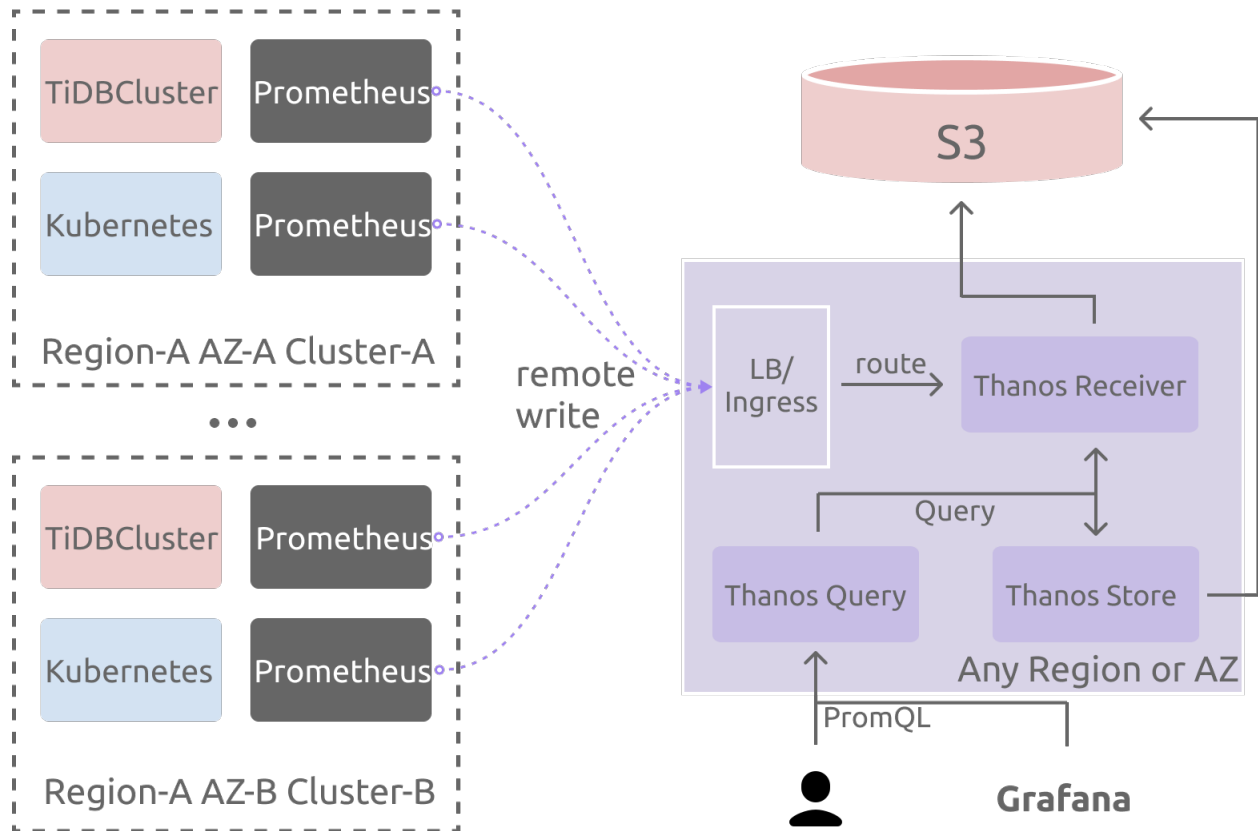 TiDBCluster
Prometheus
Kubernetes
Prometheus
Region-A AZ-A Cluster-A
•••
TiDBCluster
Prometheus
Kubernetes
Prometheus
Region-A AZ-B Cluster-B
remote
write
S3
LB/
Ingress
route
Thanos Receiver
Query
Thanos Query
Thanos Store
Any Region or AZ
PromQL
Grafana